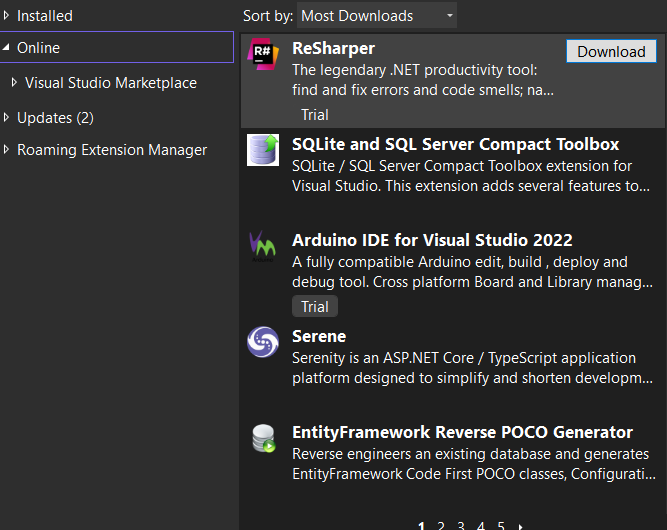 Installed
Online
Visual Studio Marketplace
Updates (2)
Roaming Extension Manager
Sort by: Most Downloads
R#
ReSharper
Download
The legendary .NET productivity tool:
find and fix errors and code smells; na...
Trial
SQLite and SQL Server Compact Toolbox
SQLite / SQL Server Compact Toolbox extension for
Visual Studio. This extension adds several features to...
VM
Arduino IDE for Visual Studio 2022
A fully compatible Arduino edit, build , deploy and
debug tool. Cross platform Board and Library manag...
Trial
Serene
Serenity is an ASP.NET Core / TypeScript application
platform designed to simplify and shorten developm...
EntityFramework Reverse POCO Generator
Reverse engineers an existing database and generates
EntityFramework Code First POCO classes, Configurati...
1 2 3 4 5